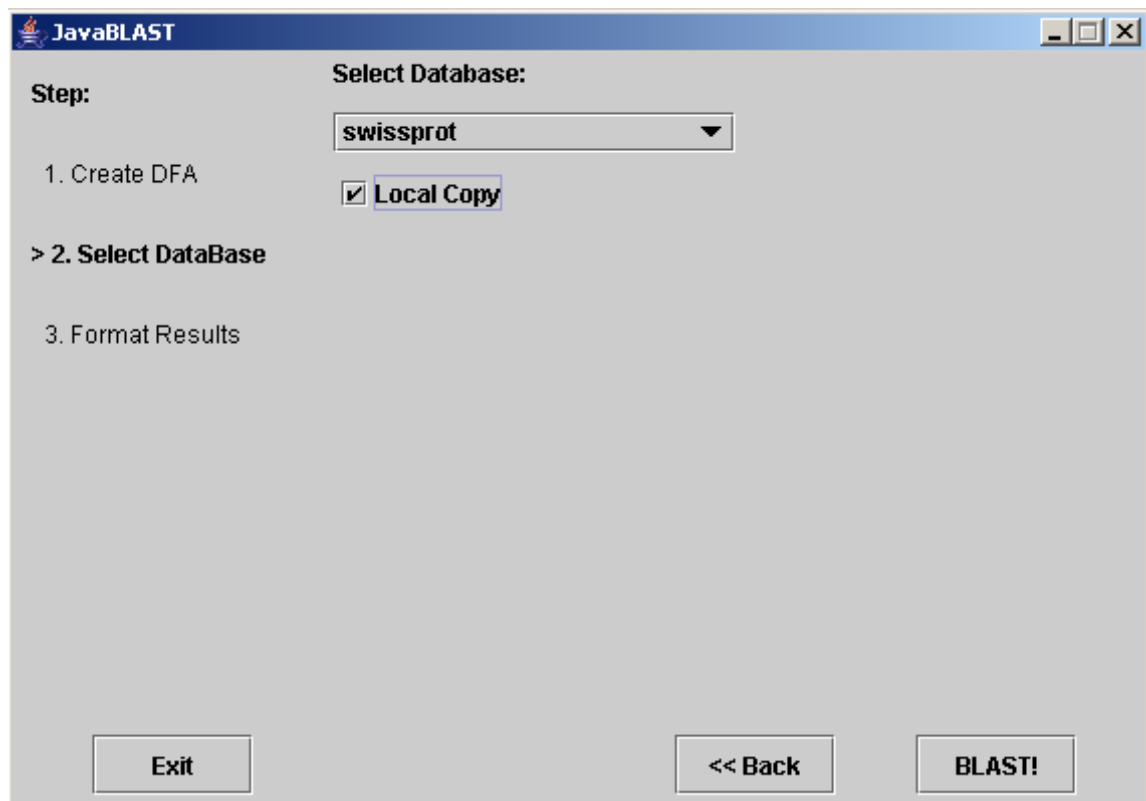 JavaBLAST
Step:
1. Create DFA
> 2. Select DataBase
3. Format Results
Select Database:
swissprot
Local Copy
Exit
<< Back
BLAST!